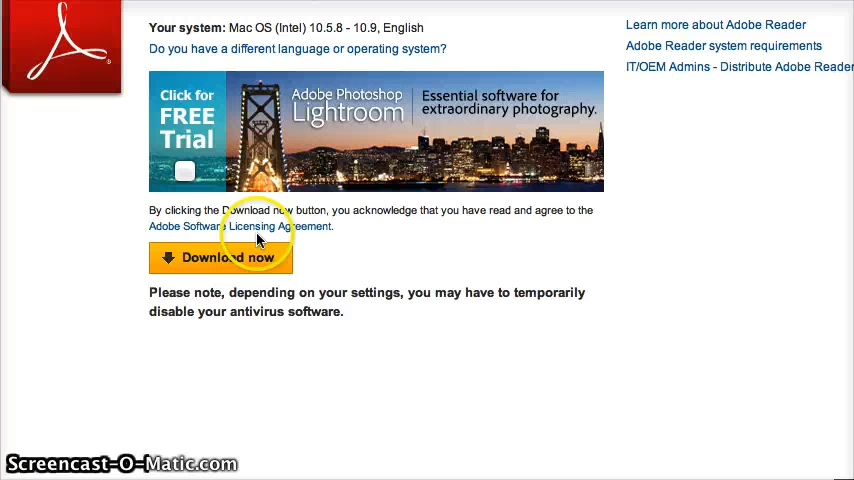 Your system: Mac OS (Intel) 10.5.8 - 10.9, English
Do you have a different language or operating system?
Learn more about Adobe Reader
Adobe Reader system requirements
IT/OEM Admins - Distribute Adobe Reader
Click for
FREE
Trial
Adobe Photoshop
Lightroom
Essential software for
extraordinary photography.
By clicking the Download now button, you acknowledge that you have read and agree to the
Adobe Software Licensing Agreement.
Download now
Please note, depending on your settings, you may have to temporarily
disable your antivirus software.
Screencast-O-Matic.com